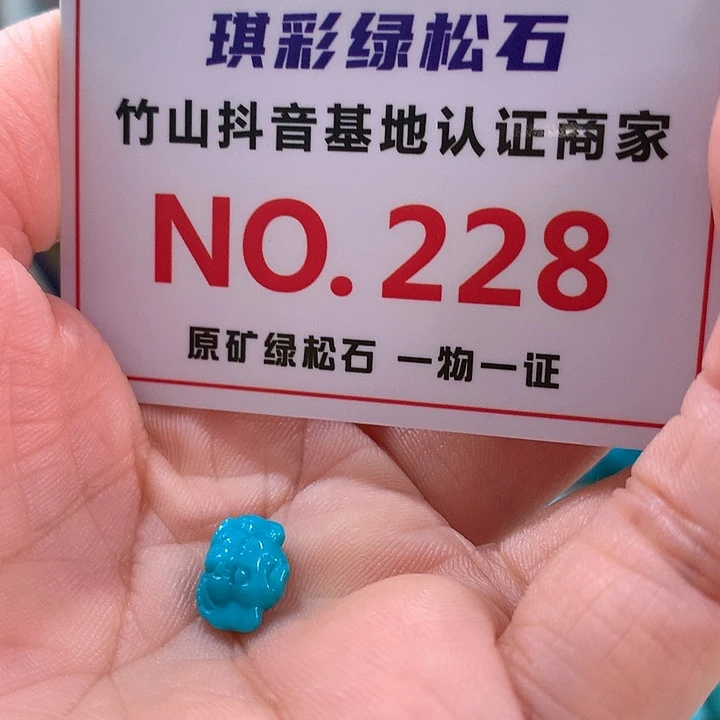 琪彩绿松石
竹山抖音基地认证商家
NO.228
原矿绿松石 一物一证